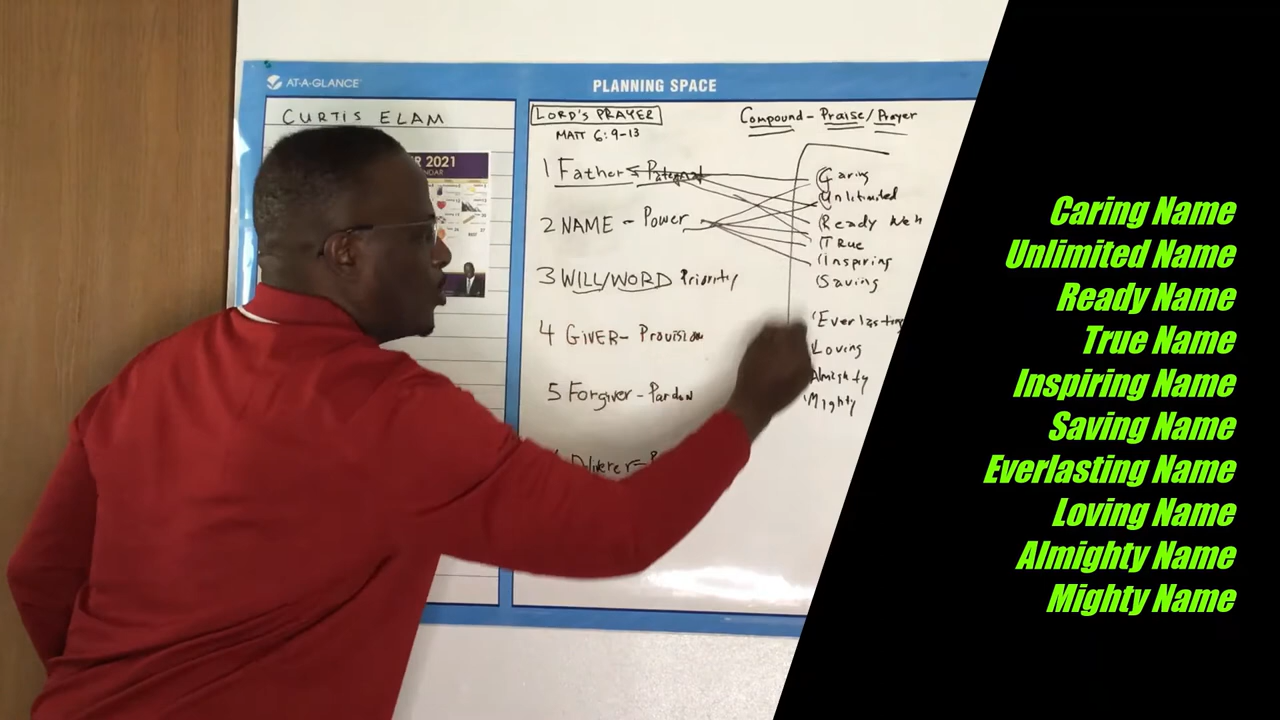 AT-A-GLANCE
PLANNING SPACE
CURTIS ELAM
R 2021
NDAR
LORD'S PRAYER
MATT 6:9-13
1 Father
2 NAME - Power
3 WILL/WORD Priority
4 GIVER- Provision
5 Forgiver - Pardon
Compound - Praise/Prayer
Caring
Unlitimited
Ready
True
Inspiring
Saving
Everlasting
Loving
Almighty
Mighty
Caring Name
Unlimited Name
Ready Name
True Name
Inspiring Name
Saving Name
Everlasting Name
Loving Name
Almighty Name
Mighty Name